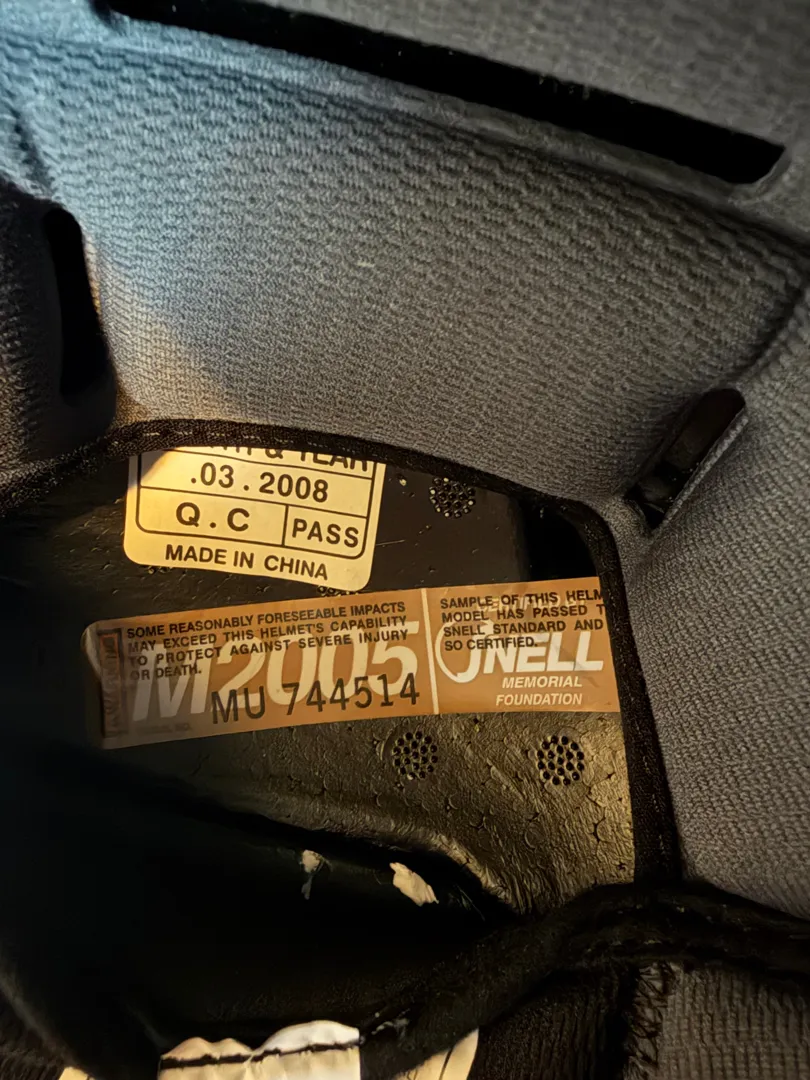 & YEAR
.03.2008
Q.C PASS
MADE IN CHINA
SOME REASONABLY FORESEEABLE IMPACTS
MAY EXCEED THIS HELMET'S CAPABILITY
TO PROTECT AGAINST SEVERE INJURY
OR DEATH.
M2005
MU 744514
SAMPLE OF THIS HELM
MODEL HAS PASSED T
SNELL STANDARD AND
SO CERTIFIED.
SNELL
MEMORIAL
FOUNDATION